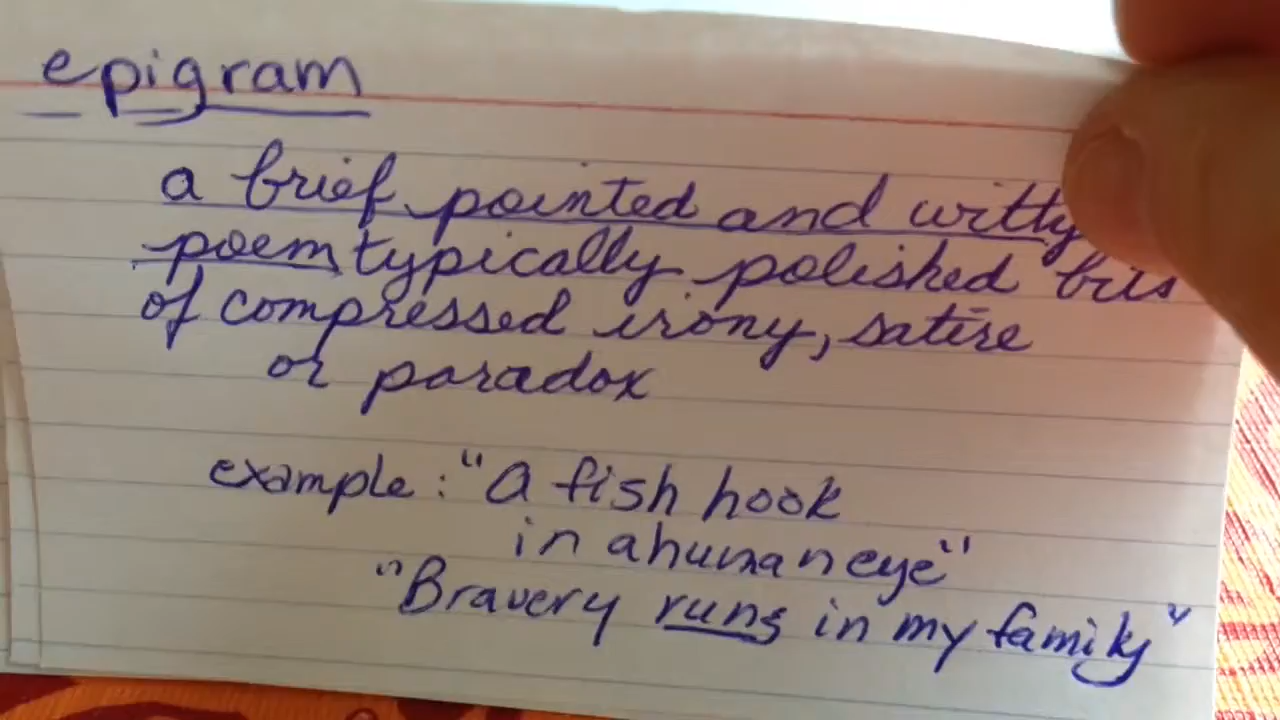 epigram
a brief, pointed and witty
poem typically polished bits
of compressed irony, satire
or paradox
example: "A fish hook
in a human eye"
"Bravery runs in my family"